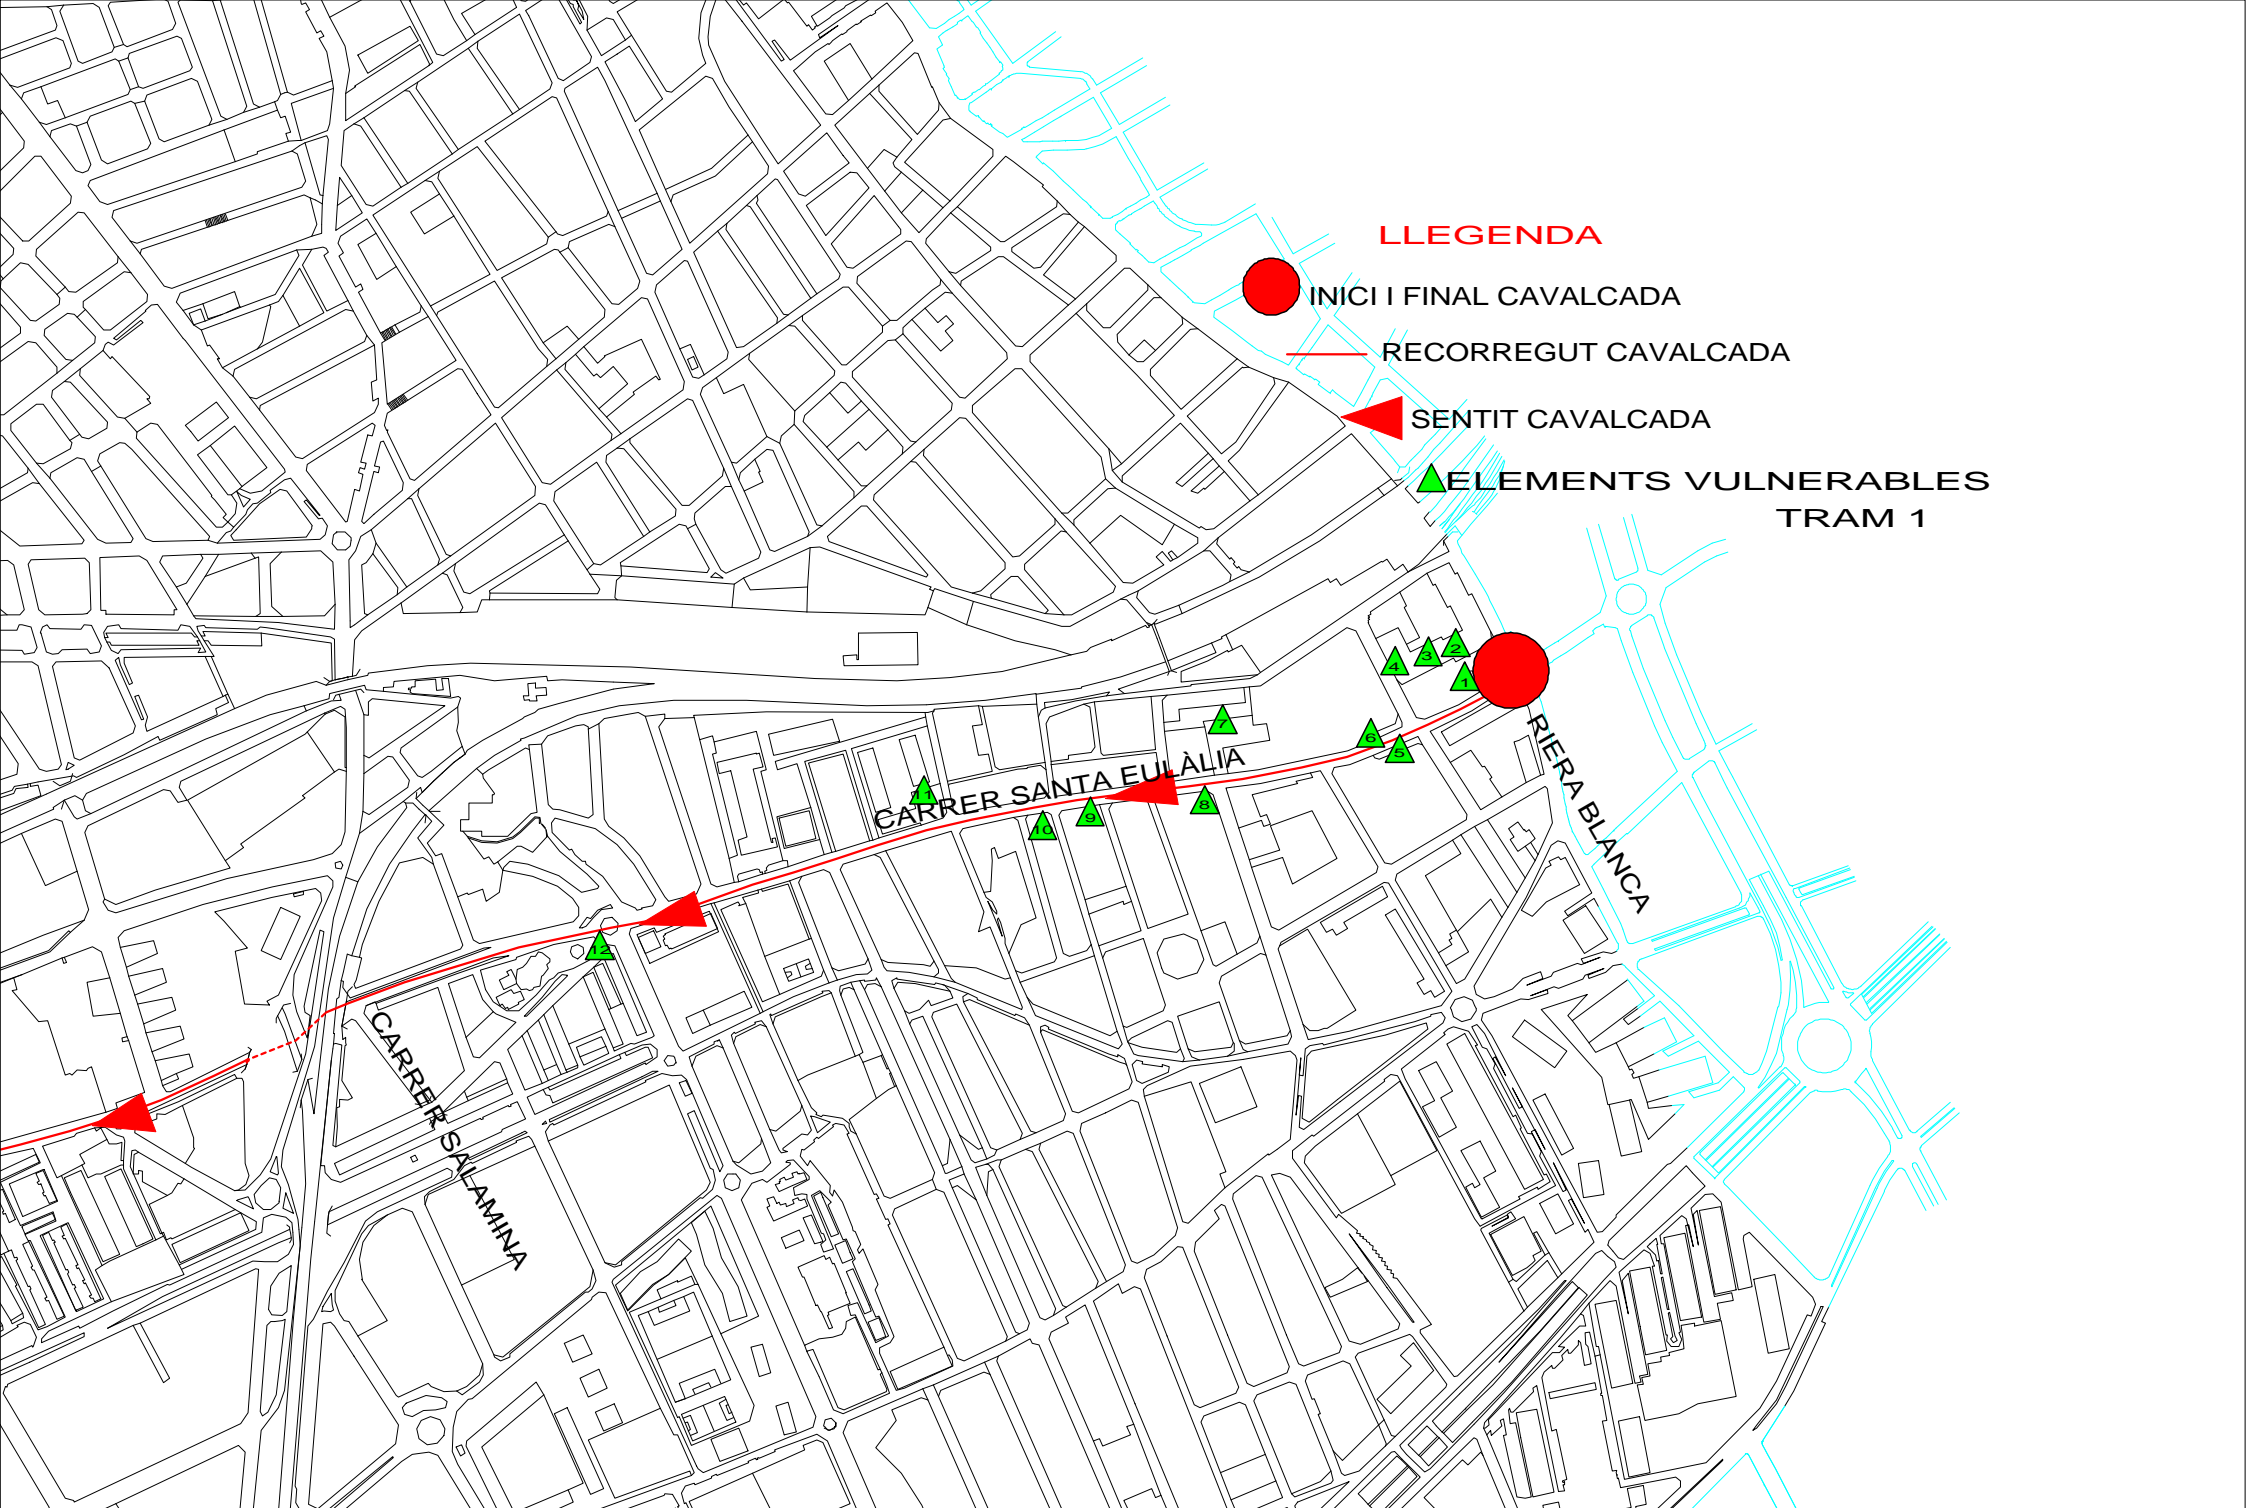 LLEGENDA
INICI I FINAL CAVALCADA
RECORREGUT CAVALCADA
SENTIT CAVALCADA
ELEMENTS VULNERABLES
TRAM 1
2
3
4
1
RIERA BLANCA
6
5
7
CARRER SANTA EULÀLIA
11
8
9
10
12
CARRER SALAMINA